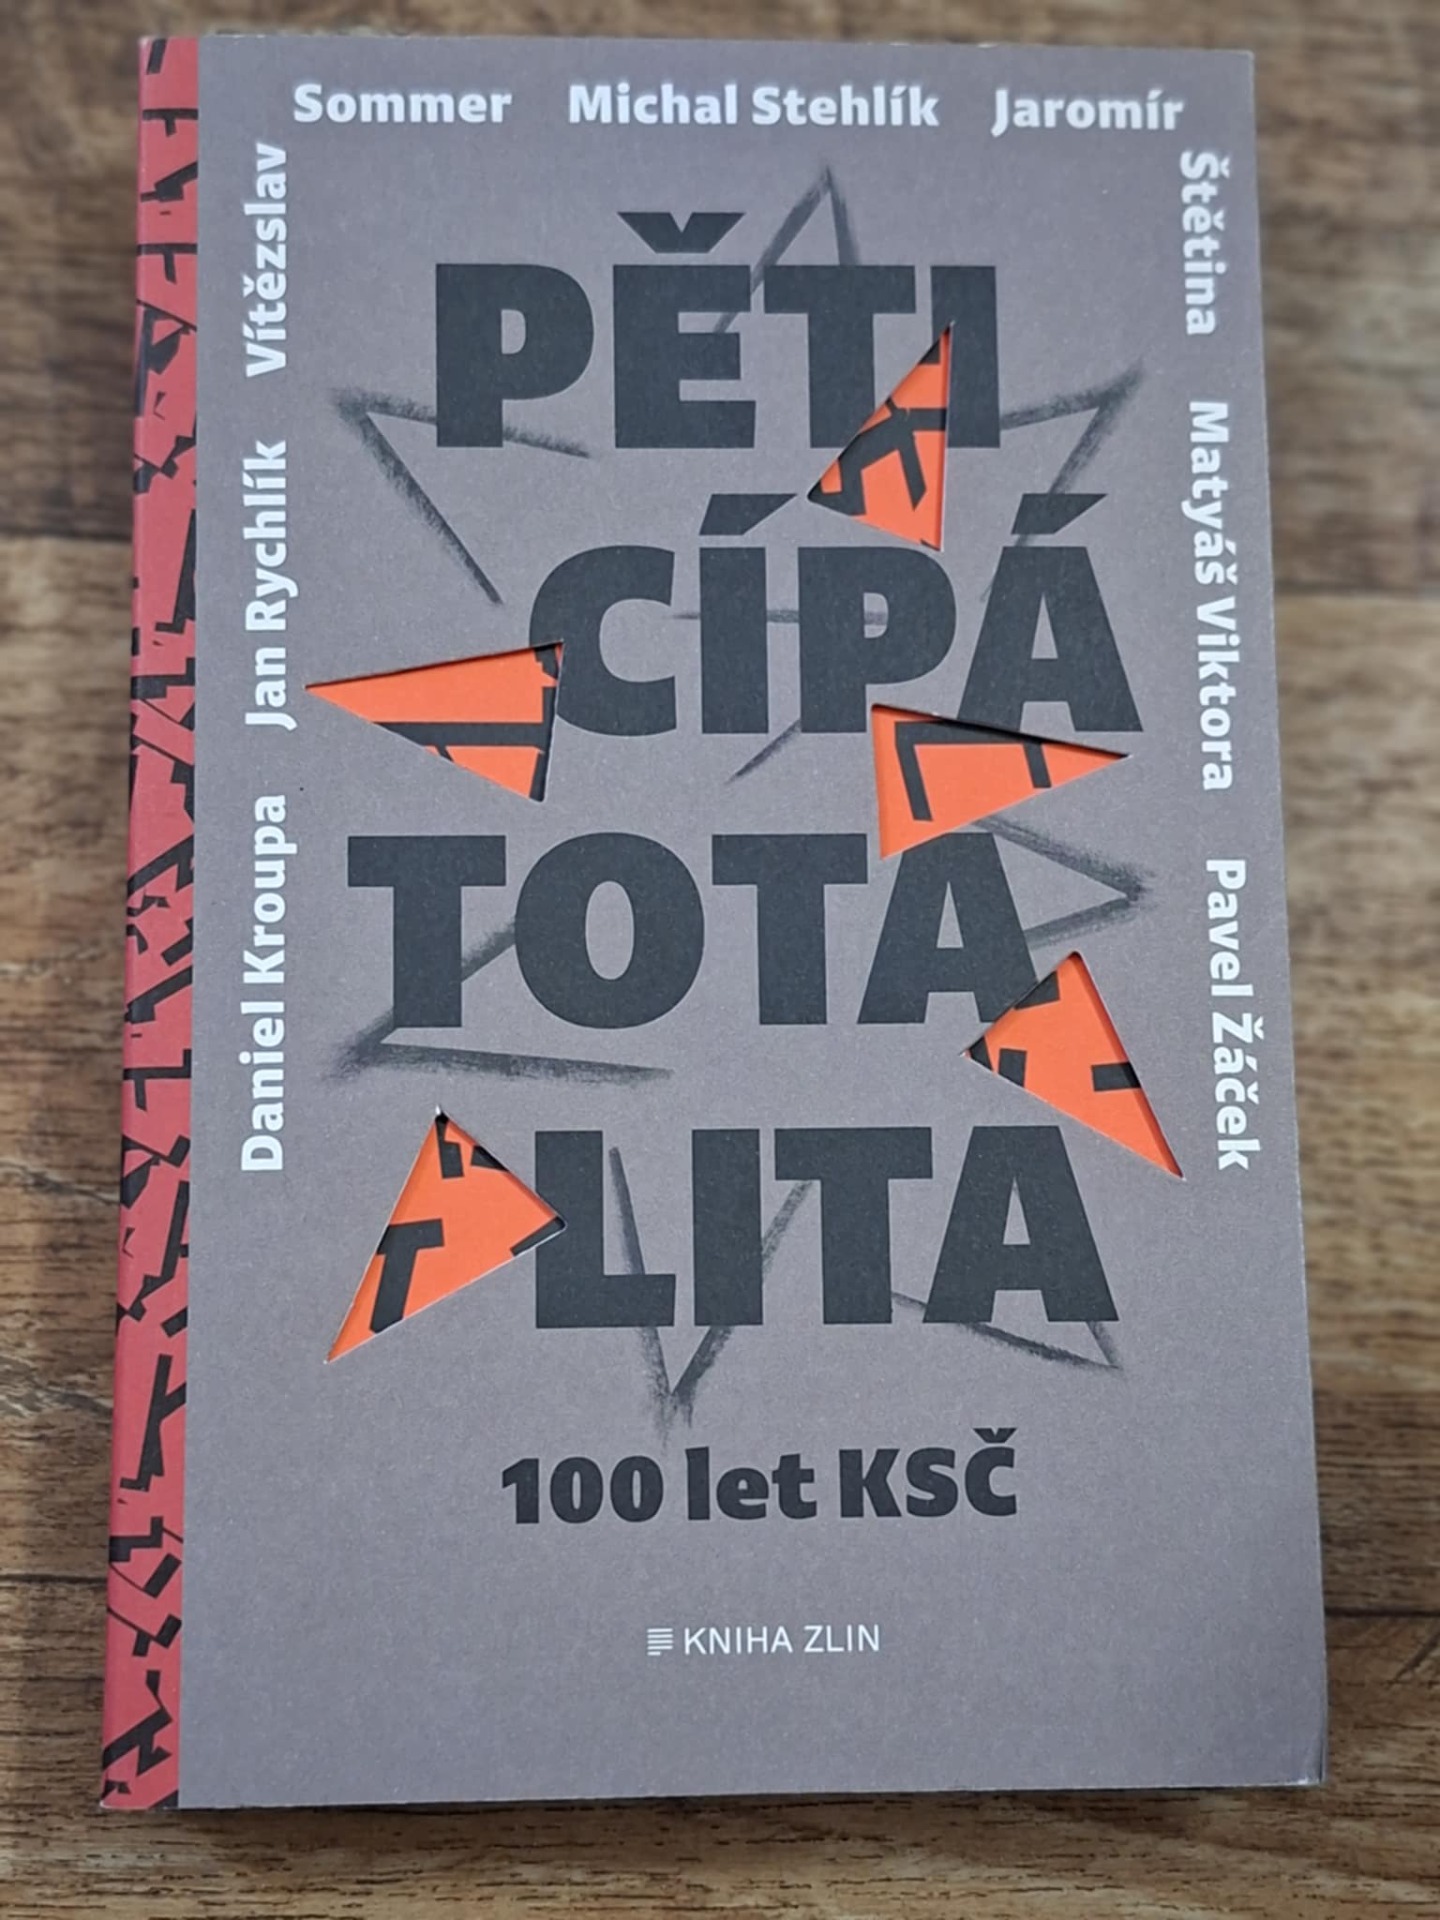 Daniel Kroupa Jan Rychlík Vítězslav
Sommer Michal Stehlík Jaromír
Štětina Matyáš Viktora Pavel Žáček
PĚTI
CÍPÁ
TOTA
LITA
100 let KSČ
KNIHA ZLIN